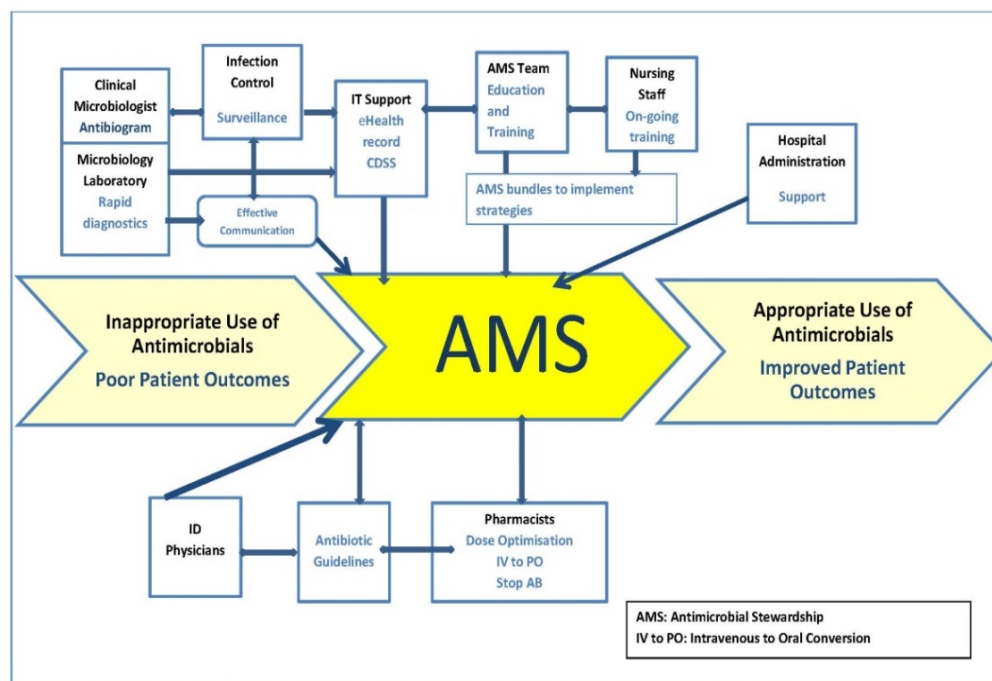 Clinical
Microbiologist
Antibiogram
Microbiology
Laboratory
Rapid
diagnostics
Infection
Control
Surveillance
Effective
Communication
IT Support
eHealth
record
CDSS
AMS Team
Education
and
Training
Nursing
Staff
On-going
training
AMS bundles to implement
strategies
Hospital
Administration
Support
Inappropriate Use of
Antimicrobials
Poor Patient Outcomes
AMS
Appropriate Use of
Antimicrobials
Improved Patient
Outcomes
ID
Physicians
Antibiotic
Guidelines
Pharmacists
Dose Optimisation
IV to PO
Stop AB
AMS: Antimicrobial Stewardship
IV to PO: Intravenous to Oral Conversion